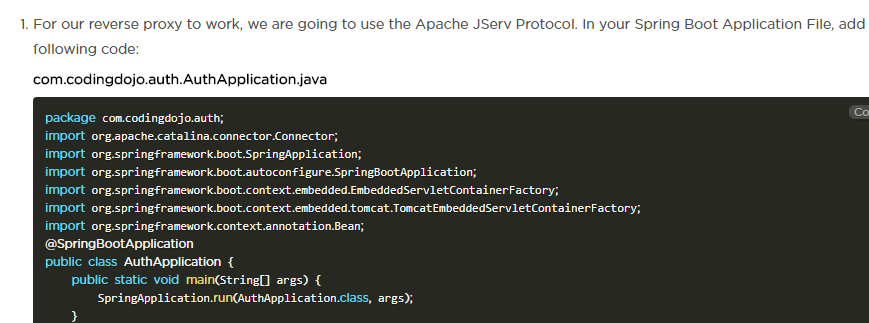 1. For our reverse proxy to work, we are going to use the Apache JServ Protocol. In your Spring Boot Application File, add
following code:
com.codingdojo.auth.AuthApplication.java
Co
package com.codingdojo.auth;
import org.apache.catalina.connector.Connector;
import org.springframework.boot.SpringApplication;
import org.springframework.boot.autoconfigure.SpringBootApplication;
import org.springframework.boot.context.embedded.EmbeddedServletContainerFactory;
import org.springframework.boot.context.embedded.tomcat.TomcatEmbeddedServletContainerFactory;
import org.springframework.context.annotation.Bean;
@SpringBootApplication
public class AuthApplication {
public static void main(String[] args) {
SpringApplication.run(AuthApplication.class, args);
}